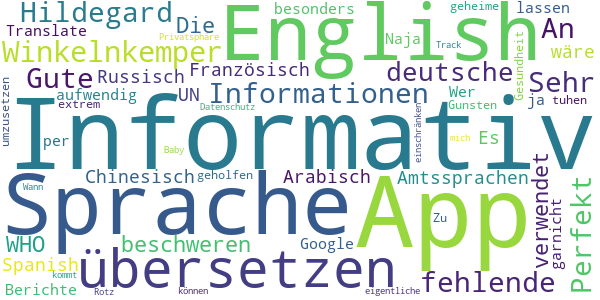 Hildegard
Die
besonders
English
geheime
lassen
An
Translate
Privatsphäre
Winkelnkemper
Naja
Track
wäre
Gute
Russisch
Französisch
deutsche
Gesundheit
Sehr
aufwendig
UN
Informationen
Wer
Gunsten
ja
tuhen
umzusetzen
extrem
Datenschutz
per
Es
einschränken
Informativ
Baby
mich
verwendet
garnicht
Chinesisch
geholfen
Arabisch
Amtssprachen
Perfekt
Sprache
App
Zu
WHO
beschweren
Google
Wann
Spanish
kommt
übersetzen
fehlende
Berichte
Rotz
können
eigentliche